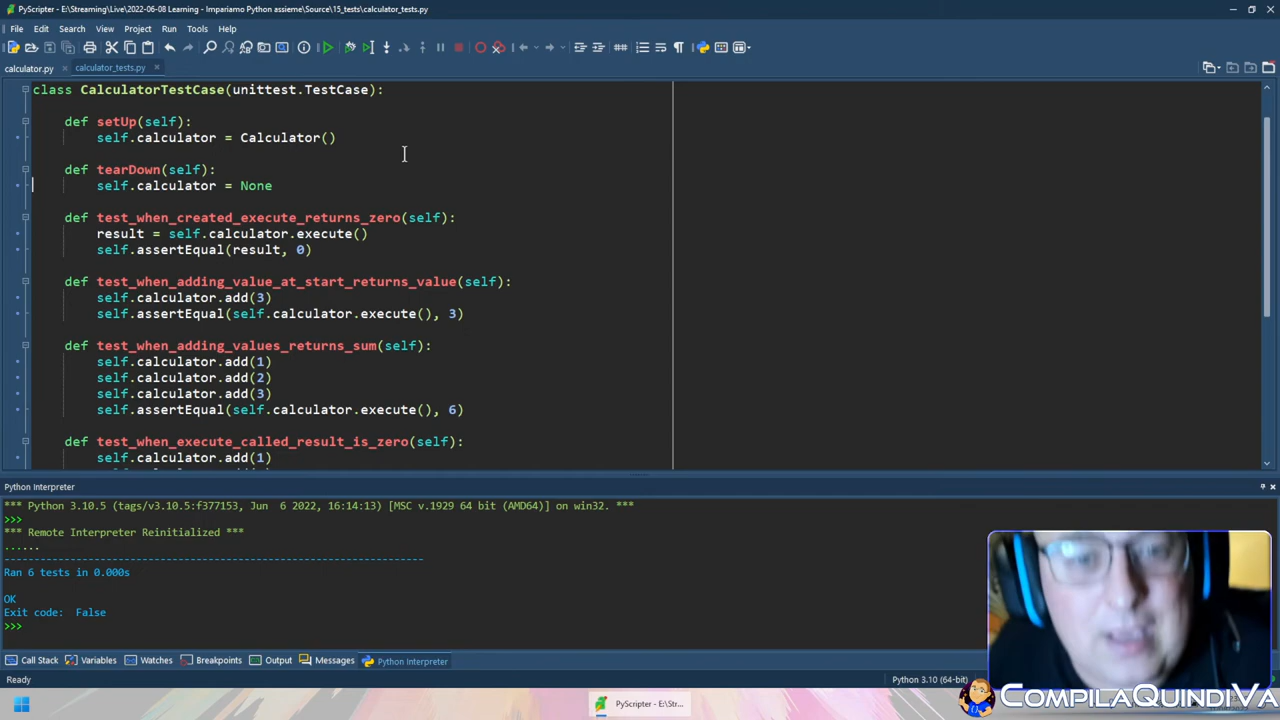 PyScripter - E:\Streaming\Live\2022-06-08 Learning - Impariamo Python assieme\Source\15_tests\calculator_tests.py
File Edit Search View Project Run Tools Help
calculator.py calculator_tests.py
class CalculatorTestCase(unittest.TestCase):
def setUp(self):
self.calculator = Calculator()
def tearDown(self):
self.calculator = None
def test_when_created_execute_returns_zero(self):
result = self.calculator.execute()
self.assertEqual(result, 0)
def test_when_adding_value_at_start_returns_value(self):
self.calculator.add(3)
self.assertEqual(self.calculator.execute(), 3)
def test_when_adding_values_returns_sum(self):
self.calculator.add(1)
self.calculator.add(2)
self.calculator.add(3)
self.assertEqual(self.calculator.execute(), 6)
def test_when_execute_called_result_is_zero(self):
self.calculator.add(1)
Python Interpreter
*** Python 3.10.5 (tags/v3.10.5:f377153, Jun  6 2022, 16:14:13) [MSC v.1929 64 bit (AMD64)] on win32. ***
>>>
*** Remote Interpreter Reinitialized ***
......
----------------------------------------------------------------------
Ran 6 tests in 0.000s
OK
Exit code:  False
>>>
Call Stack Variables Watches Breakpoints Output Messages Python Interpreter
Ready Python 3.10 (64-bit)
PyScripter - E:\Stre...
CompilaQuindiVa